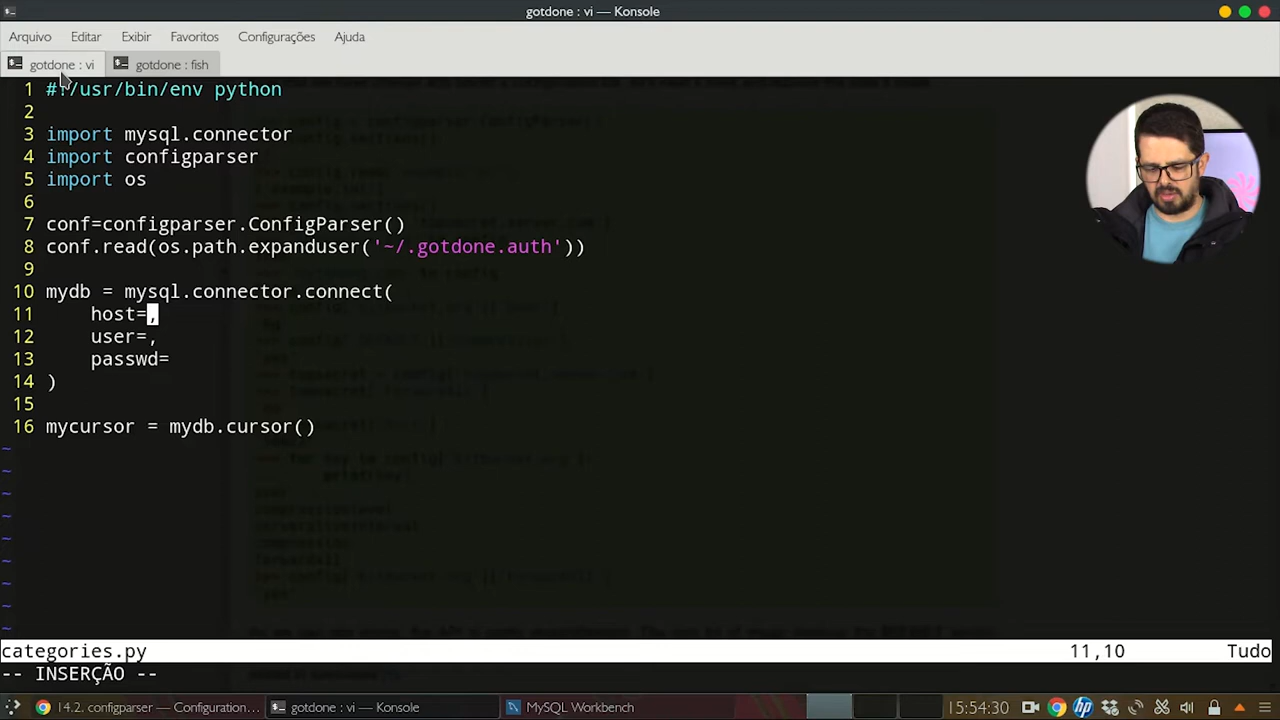 gotdone : vi — Konsole
Arquivo Editar Exibir Favoritos Configurações Ajuda
gotdone : vi gotdone : fish
1 #!/usr/bin/env python
2
3 import mysql.connector
4 import configparser
5 import os
6
7 conf=configparser.ConfigParser()
8 conf.read(os.path.expanduser('~/.gotdone.auth'))
9
10 mydb = mysql.connector.connect(
11 host=,
12 user=,
13 passwd=
14 )
15
16 mycursor = mydb.cursor()
~
~
~
~
~
~
~
~
~
categories.py 11,10 Tudo
-- INSERÇÃO --
14.2. configparser — Configuration... gotdone : vi — Konsole MySQL Workbench 15:54:30